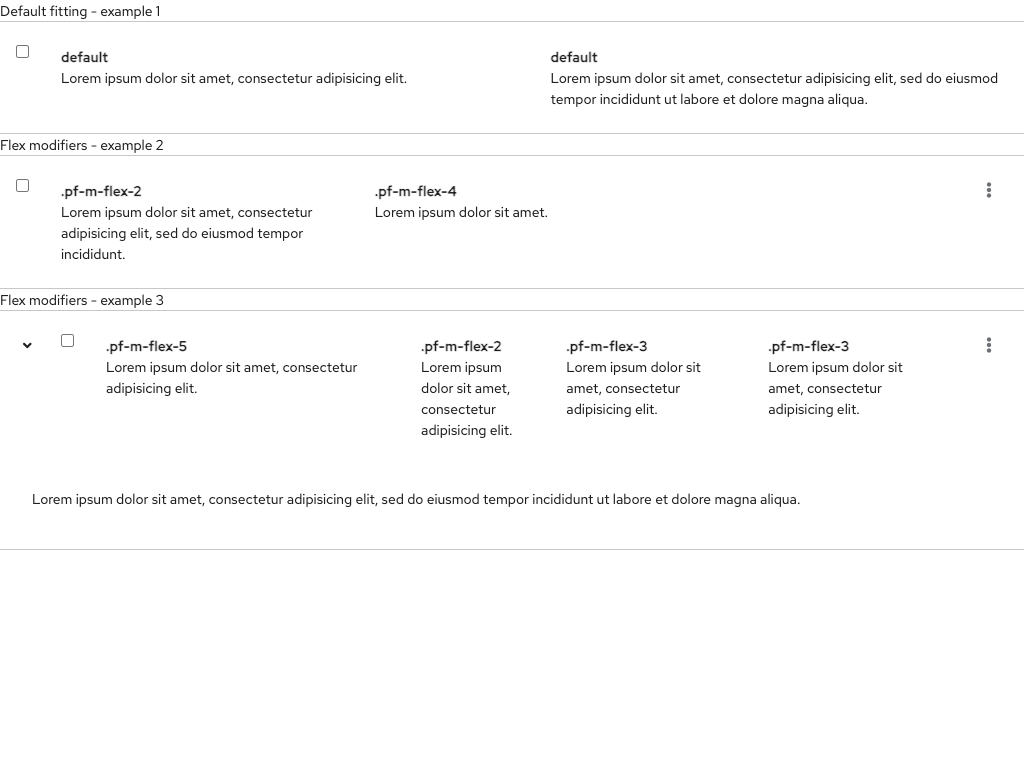 Default fitting - example 1
default
Lorem ipsum dolor sit amet, consectetur adipisicing elit.
default
Lorem ipsum dolor sit amet, consectetur adipisicing elit, sed do eiusmod
tempor incididunt ut labore et dolore magna aliqua.
Flex modifiers - example 2
.pf-m-flex-2
Lorem ipsum dolor sit amet, consectetur
adipisicing elit, sed do eiusmod tempor
incididunt.
.pf-m-flex-4
Lorem ipsum dolor sit amet.
Flex modifiers - example 3
.pf-m-flex-5
Lorem ipsum dolor sit amet, consectetur
adipisicing elit.
.pf-m-flex-2
Lorem ipsum
dolor sit amet,
consectetur
adipisicing elit.
.pf-m-flex-3
Lorem ipsum dolor sit
amet, consectetur
adipisicing elit.
.pf-m-flex-3
Lorem ipsum dolor sit
amet, consectetur
adipisicing elit.
Lorem ipsum dolor sit amet, consectetur adipisicing elit, sed do eiusmod tempor incididunt ut labore et dolore magna aliqua.